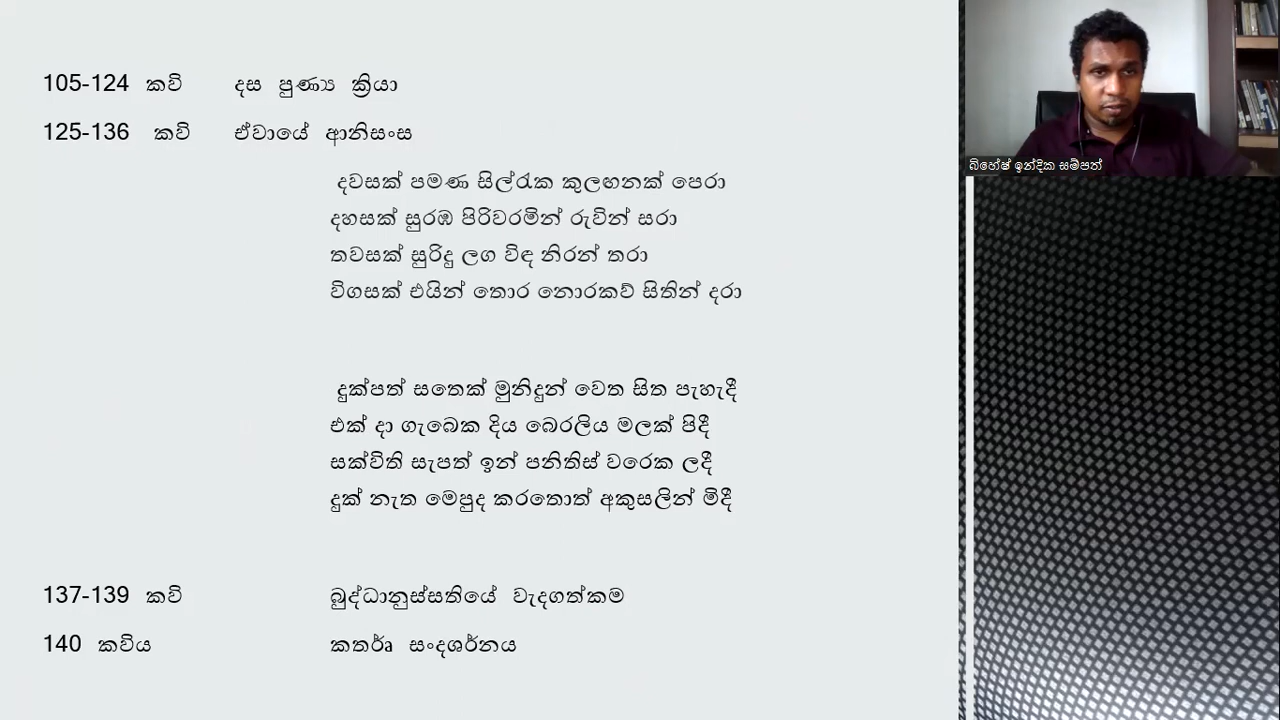 105-124 කවි දස පුණ්‍ය ක්‍රියා
125-136 කවි ඒවායේ ආනිසංස
දවසක් පමණ සිල්රැක කුලඟනක් පෙරා
දහසක් සුරඹ පිරිවරමින් රුවින් සරා
තවසක් සුරිදු ලග විඳ නිරන් තරා
විගසක් එයින් තොර නොරකව් සිතින් දරා
දුක්පත් සතෙක් මුනිදුන් වෙත සිත පැහැදී
එක් දා ගැබෙක දිය බෙරලිය මලක් පිදී
සක්විති සැපත් ඉන් පනිතිස් වරෙක ලදී
දුක් නැත මෙපුද කරතොත් අකුසලින් මිදී
137-139 කවි බුද්ධානුස්සතියේ වැදගත්කම
140 කවිය කතෘර් සංදශර්නය
බිහේෂ් ඉන්දික සම්පත්